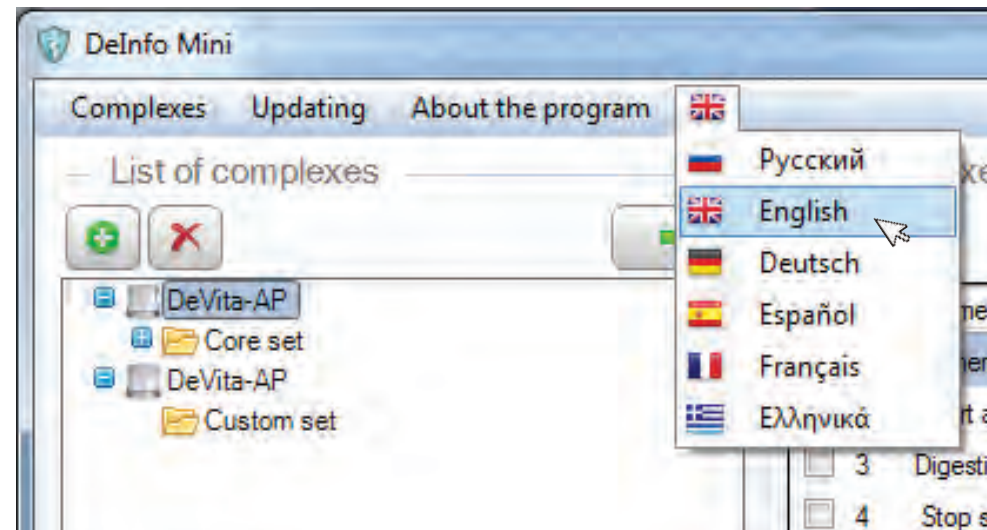 DeInfo Mini
Complexes Updating About the program
List of complexes
Русский
English
Deutsch
Español
Français
Ελληνικά
DeVita-AP
Core set
DeVita-AP
Custom set
3 Digesti
4 Stop s